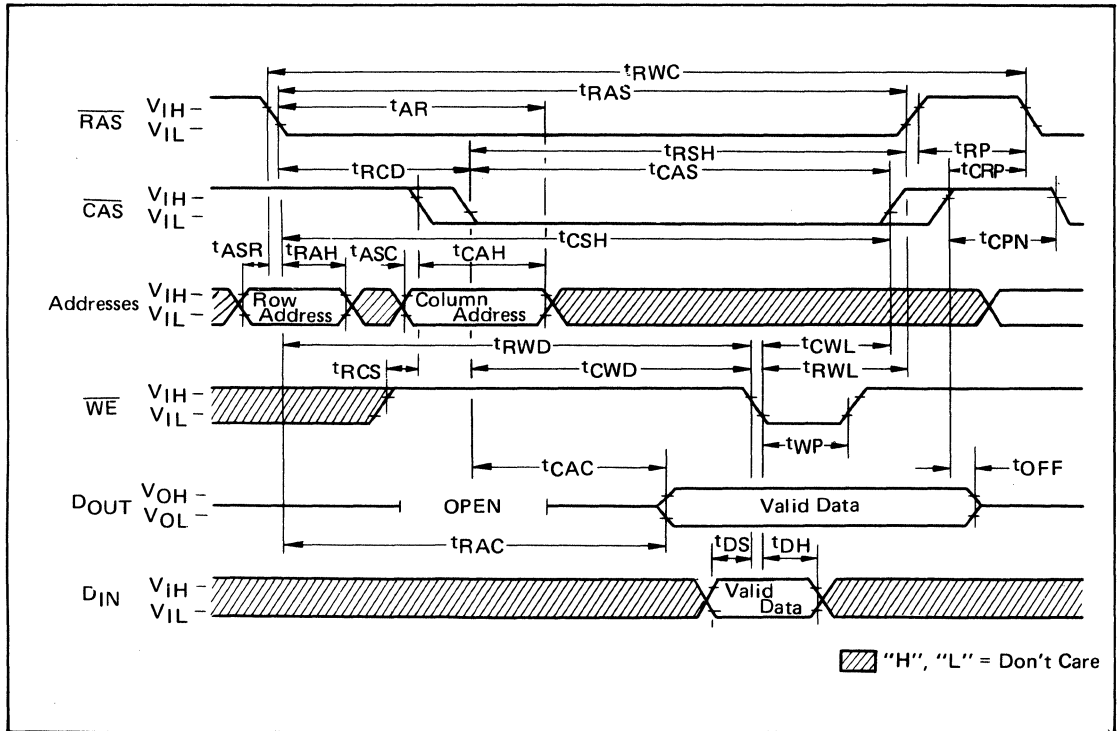 tRWC
tRAS
tAR
RAS VIH
VIL
tRP
tRSH
tRCD tCAS tCRP
CAS VIH
VIL
tCSH tCPN
tASR tRAH tASC tCAH
Addresses VIH
VIL
Row Address
Column Address
tRWD tCWL
tRCS tCWD tRWL
WE VIH
VIL
tWP
tCAC tOFF
DOUT VOH
VOL
OPEN Valid Data
tRAC tDS tDH
DIN VIH
VIL
Valid Data
"H", "L" = Don't Care